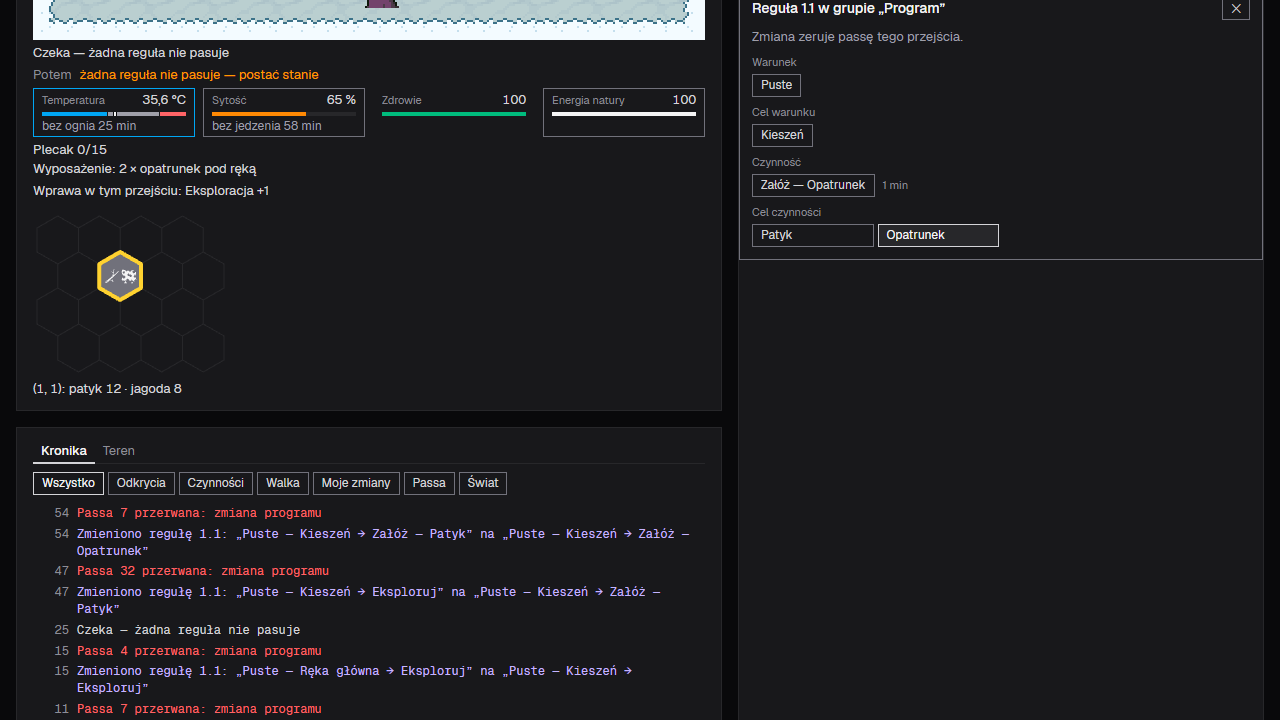 Czeka — żadna reguła nie pasuje
Potem żadna reguła nie pasuje — postać stanie
Temperatura 35,6 °C
bez ognia 25 min
Sytość 65 %
bez jedzenia 58 min
Zdrowie 100
Energia natury 100
Plecak 0/15
Wyposażenie: 2 × opatrunek pod ręką
Wprawa w tym przejściu: Eksploracja +1
(1, 1): patyk 12 · jagoda 8
Kronika Teren
Wszystko Odkrycia Czynności Walka Moje zmiany Passa Świat
54 Passa 7 przerwana: zmiana programu
54 Zmieniono regułę 1.1: „Puste — Kieszeń → Załóż — Patyk” na „Puste — Kieszeń → Załóż —
Opatrunek”
47 Passa 32 przerwana: zmiana programu
47 Zmieniono regułę 1.1: „Puste — Kieszeń → Eksploruj” na „Puste — Kieszeń → Załóż —
Patyk”
25 Czeka — żadna reguła nie pasuje
15 Passa 4 przerwana: zmiana programu
15 Zmieniono regułę 1.1: „Puste — Ręka główna → Eksploruj” na „Puste — Kieszeń →
Eksploruj”
11 Passa 7 przerwana: zmiana programu
Reguła 1.1 w grupie „Program”
Zmiana zeruje passę tego przejścia.
Warunek
Puste
Cel warunku
Kieszeń
Czynność
Załóż — Opatrunek 1 min
Cel czynności
Patyk Opatrunek